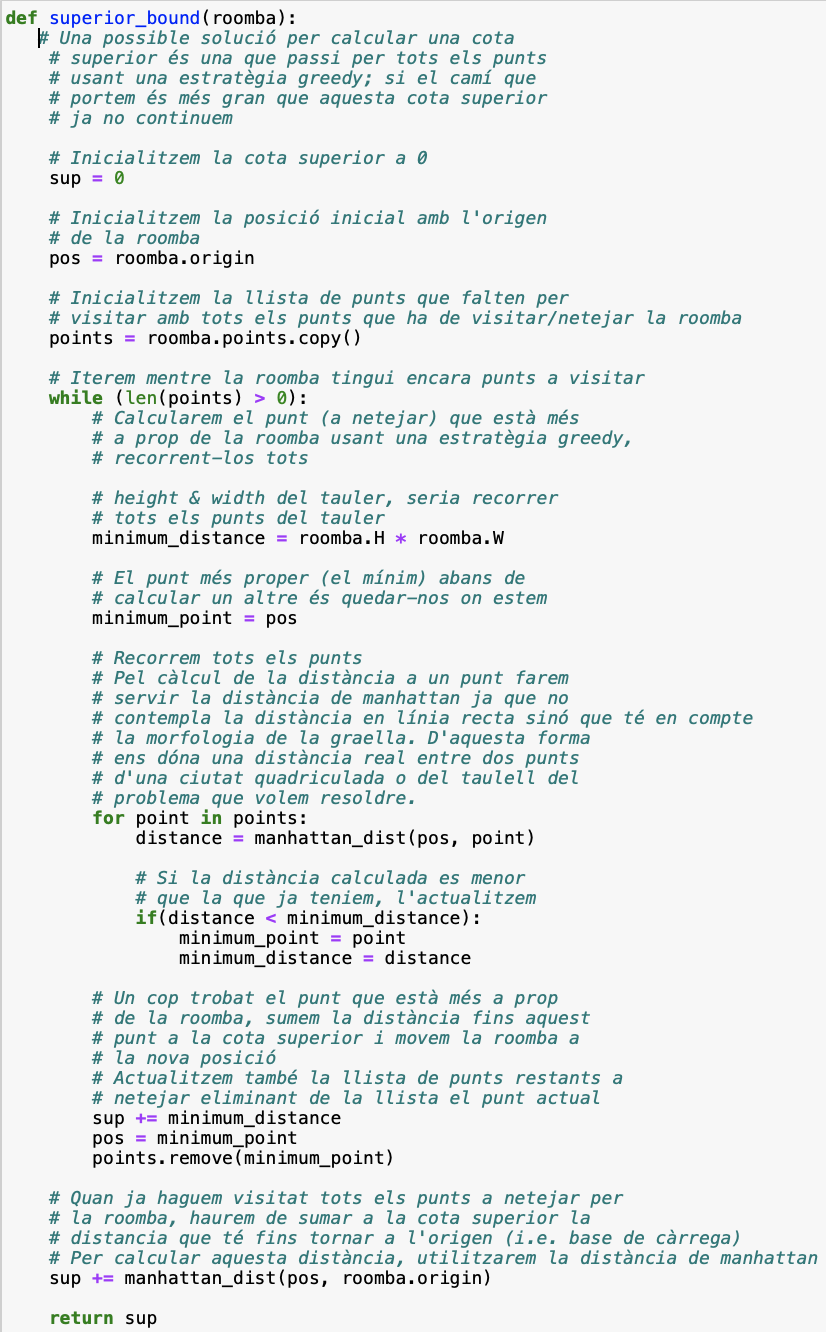 def superior_bound(roomba):
# Una possible solució per calcular una cota
# superior és una que passi per tots els punts
# usant una estratègia greedy; si el camí que
# portem és més gran que aquesta cota superior
# ja no continuem
# Inicialitzem la cota superior a 0
sup = 0
# Inicialitzem la posició inicial amb l'origen
# de la roomba
pos = roomba.origin
# Inicialitzem la llista de punts que falten per
# visitar amb tots els punts que ha de visitar/netejar la roomba
points = roomba.points.copy()
# Iterem mentre la roomba tingui encara punts a visitar
while (len(points) > 0):
# Calcularem el punt (a netejar) que està més
# a prop de la roomba usant una estratègia greedy,
# recorrent-los tots
# height & width del tauler, seria recorrer
# tots els punts del tauler
minimum_distance = roomba.H * roomba.W
# El punt més proper (el mínim) abans de
# calcular un altre és quedar-nos on estem
minimum_point = pos
# Recorrem tots els punts
# Pel càlcul de la distància a un punt farem
# servir la distància de manhattan ja que no
# contempla la distància en línia recta sinó que té en compte
# la morfologia de la graella. D'aquesta forma
# ens dóna una distància real entre dos punts
# d'una ciutat quadriculada o del taulell del
# problema que volem resoldre.
for point in points:
distance = manhattan_dist(pos, point)
# Si la distància calculada es menor
# que la que ja teniem, l'actualitzem
if(distance < minimum_distance):
minimum_point = point
minimum_distance = distance
# Un cop trobat el punt que està més a prop
# de la roomba, sumem la distància fins aquest
# punt a la cota superior i movem la roomba a
# la nova posició
# Actualitzem també la llista de punts restants a
# netejar eliminant de la llista el punt actual
sup += minimum_distance
pos = minimum_point
points.remove(minimum_point)
# Quan ja haguem visitat tots els punts a netejar per
# la roomba, haurem de sumar a la cota superior la
# distancia que té fins tornar a l'origen (i.e. base de càrrega)
# Per calcular aquesta distància, utilitzarem la distància de manhattan
sup += manhattan_dist(pos, roomba.origin)
return sup